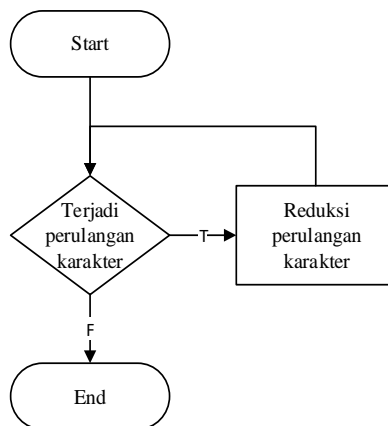 Start
Terjadi
perulangan
karakter
T
Reduksi
perulangan
karakter
F
End